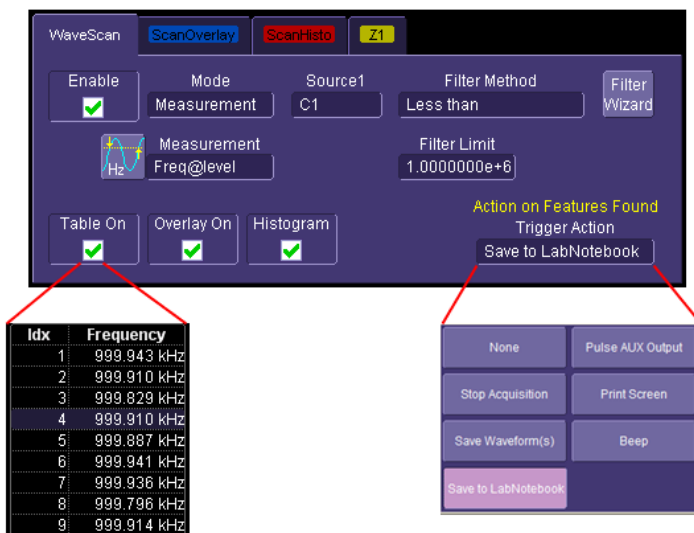 WaveScan ScanOverlay ScanHisto Z1
Enable Mode Source1 Filter Method Filter Wizard
Measurement C1 Less than
Measurement Filter Limit
Hz Freq@level 1.0000000e+6
Action on Features Found
Table On Overlay On Histogram Trigger Action
Save to LabNotebook
Idx Frequency
1 999.943 kHz
2 999.910 kHz
3 999.829 kHz
4 999.910 kHz
5 999.887 kHz
6 999.941 kHz
7 999.936 kHz
8 999.796 kHz
9 999.914 kHz
None Pulse AUX Output
Stop Acquisition Print Screen
Save Waveform(s) Beep
Save to LabNotebook